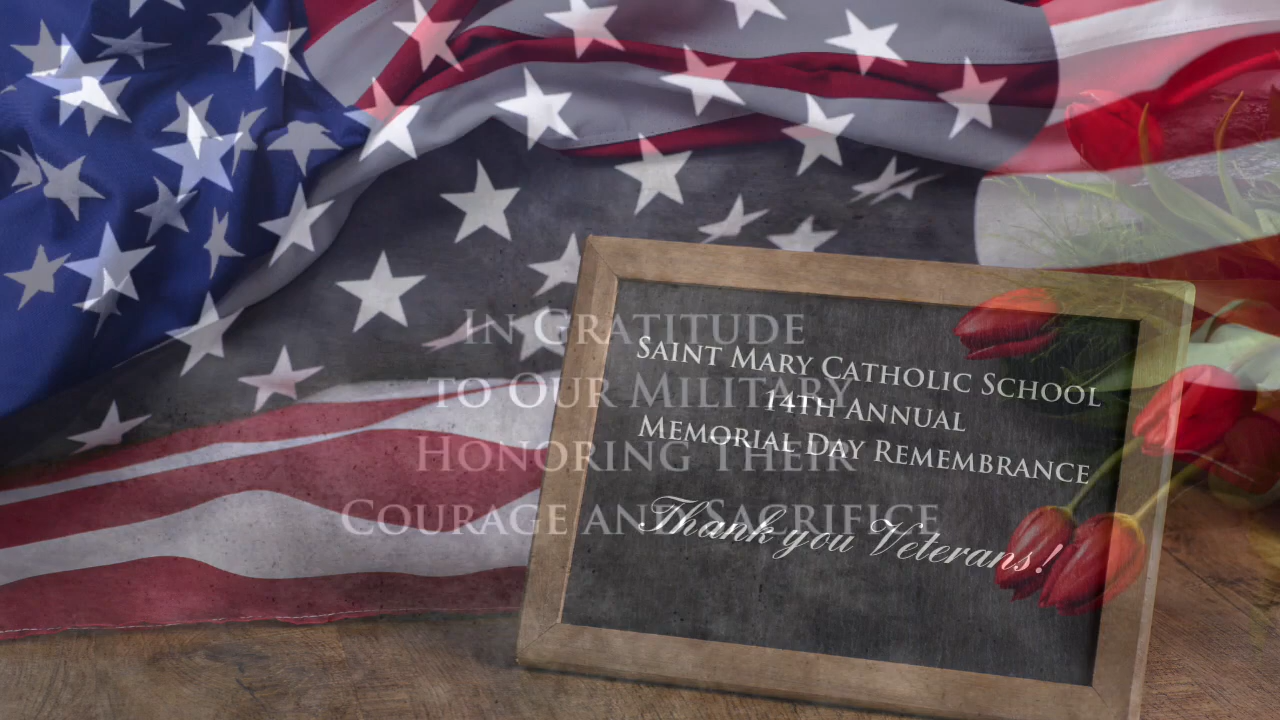 In Gratitude
to Our Military
Honoring Their
Courage and Sacrifice
Saint Mary Catholic School
14th Annual
Memorial Day Remembrance
Thank you Veterans!